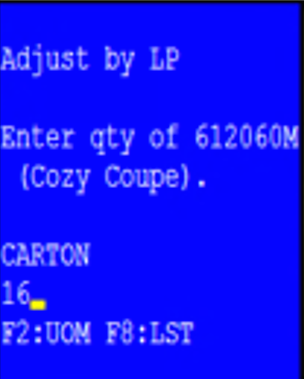 Adjust by LP
Enter qty of 612060M
(Cozy Coupe).
CARTON
16
F2:UOM F8:LST